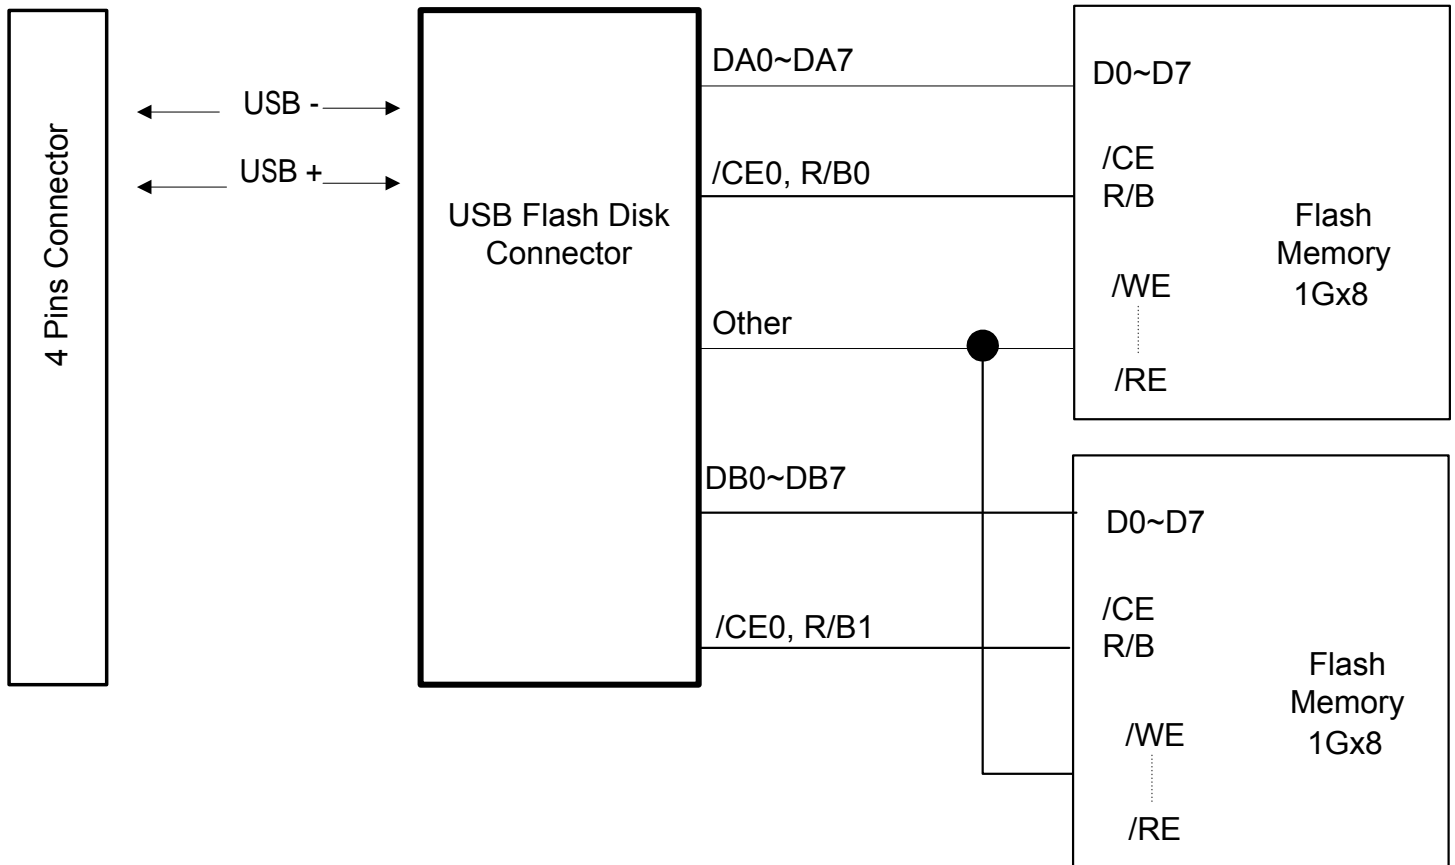 4 Pins Connector
USB -
USB +
USB Flash Disk
Connector
DA0~DA7
/CE0, R/B0
Other
DB0~DB7
/CE0, R/B1
D0~D7
/CE
R/B
/WE
/RE
Flash
Memory
1Gx8
D0~D7
/CE
R/B
/WE
/RE
Flash
Memory
1Gx8